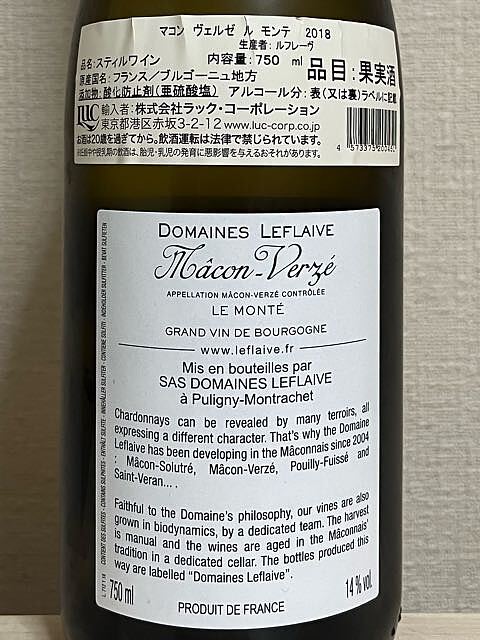 マコン ヴェルゼ ル モンテ 2018
生産者: ルフレーヴ
品名:スティルワイン 内容量:750 ml
原産国名:フランス/ブルゴーニュ地方 品目:果実酒
添加物:酸化防止剤(亜硫酸塩) アルコール分:表(又は裏)ラベルに記載
LUC 輸入者:株式会社ラック・コーポレーション
東京都港区赤坂3-2-12 www.luc-corp.co.jp
お酒は20歳を過ぎてから。飲酒運転は法律で禁じられています。
妊娠中や授乳期の飲酒は、胎児・乳児の発育に悪影響を与えるおそれがあります。
DOMAINES LEFLAIVE
Mâcon-Verzé
APPELLATION MÂCON-VERZÉ CONTRÔLÉE
LE MONTÉ
GRAND VIN DE BOURGOGNE
www.leflaive.fr
Mis en bouteilles par
SAS DOMAINES LEFLAIVE
à Puligny-Montrachet
Chardonnays can be revealed by many terroirs, all
expressing a different character. That's why the Domaine
Leflaive has been developing in the Mâconnais since 2004
: Mâcon-Solutré, Mâcon-Verzé, Pouilly-Fuissé and
Saint-Veran... .
Faithful to the Domaine's philosophy, our vines are also
grown in biodynamics, by a dedicated team. The harvest
is manual and the wines are aged in the Mâconnais'
tradition in a dedicated cellar. The bottles produced this
way are labelled "Domaines Leflaive".
750 ml
14 % vol.
PRODUIT DE FRANCE